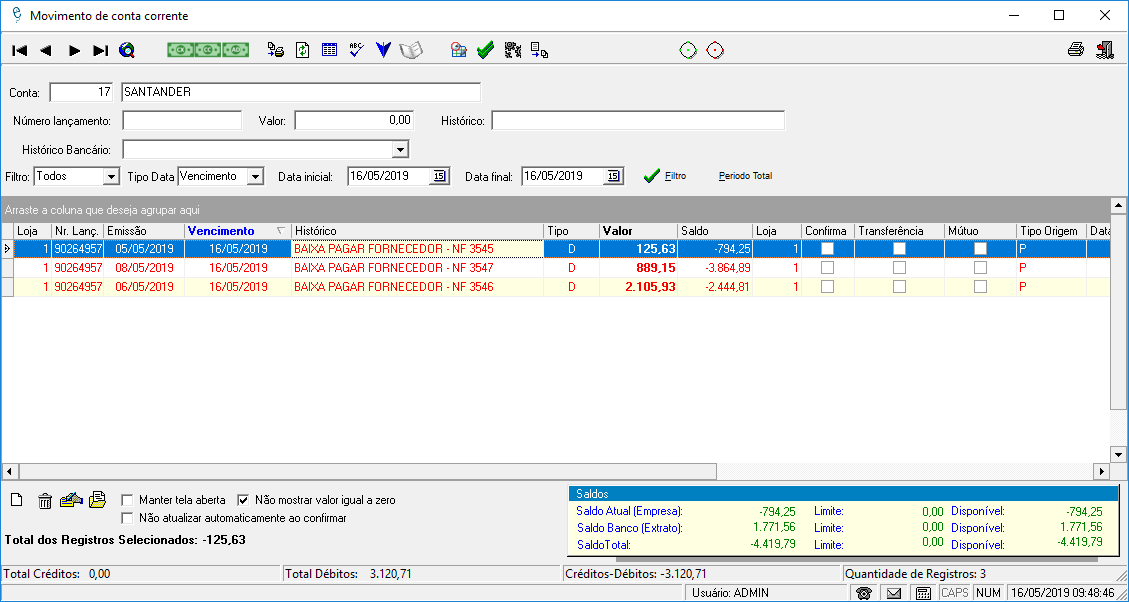 Movimento de conta corrente
Conta: 17 SANTANDER
Número lançamento: Valor: 0,00 Histórico:
Histórico Bancário:
Filtro: Todos Tipo Data Vencimento Data inicial: 16/05/2019 15 Data final: 16/05/2019 15 Filtro Periodo Total
Arraste a coluna que deseja agrupar aqui
Loja Nr. Lanç. Emissão Vencimento Histórico Tipo Valor Saldo Loja Confirma Transferência Mútuo Tipo Origem Data
1 90264957 05/05/2019 16/05/2019 BAIXA PAGAR FORNECEDOR - NF 3545 D 125,63 -794,25 1 P
1 90264957 08/05/2019 16/05/2019 BAIXA PAGAR FORNECEDOR - NF 3547 D 889,15 -3.864,89 1 P
1 90264957 06/05/2019 16/05/2019 BAIXA PAGAR FORNECEDOR - NF 3546 D 2.105,93 -2.444,81 1 P
Manter tela aberta Não mostrar valor igual a zero
Não atualizar automaticamente ao confirmar
Total dos Registros Selecionados: -125,63
Saldos
Saldo Atual (Empresa): -794,25 Limite: 0,00 Disponível: -794,25
Saldo Banco (Extrato): 1.771,56 Limite: 0,00 Disponível: 1.771,56
SaldoTotal: -4.419,79 Limite: 0,00 Disponível: -4.419,79
Total Créditos: 0,00 Total Débitos: 3.120,71 Créditos-Débitos: -3.120,71 Quantidade de Registros: 3
Usuário: ADMIN CAPS NUM 16/05/2019 09:48:46